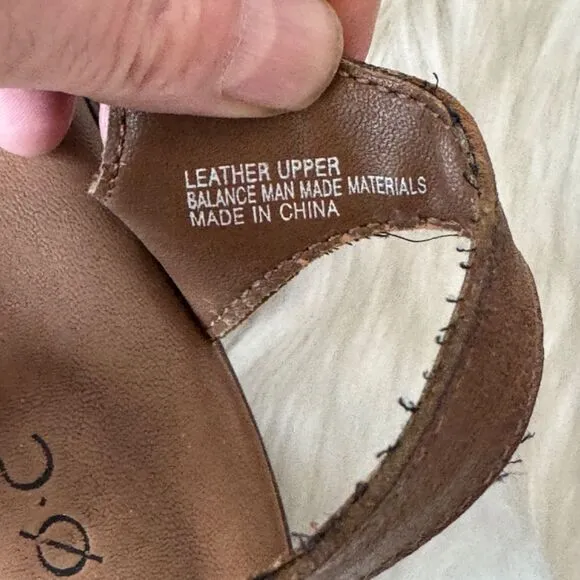 LEATHER UPPER
BALANCE MAN MADE MATERIALS
MADE IN CHINA